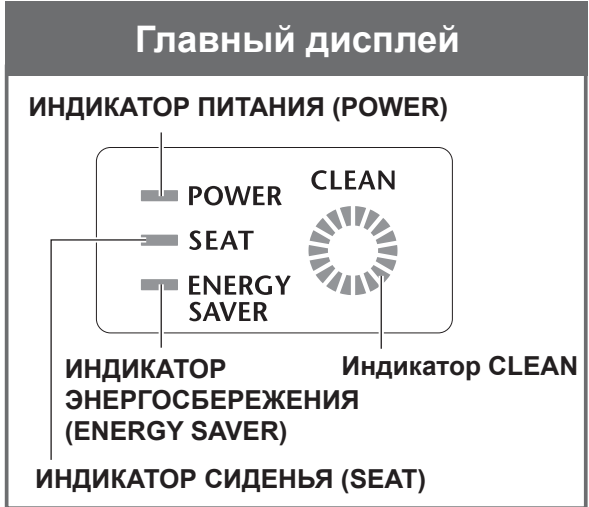 Главный дисплей
ИНДИКАТОР ПИТАНИЯ (POWER)
POWER
SEAT
ENERGY
SAVER
CLEAN
ИНДИКАТОР
ЭНЕРГОСБЕРЕЖЕНИЯ
(ENERGY SAVER)
Индикатор CLEAN
ИНДИКАТОР СИДЕНЬЯ (SEAT)